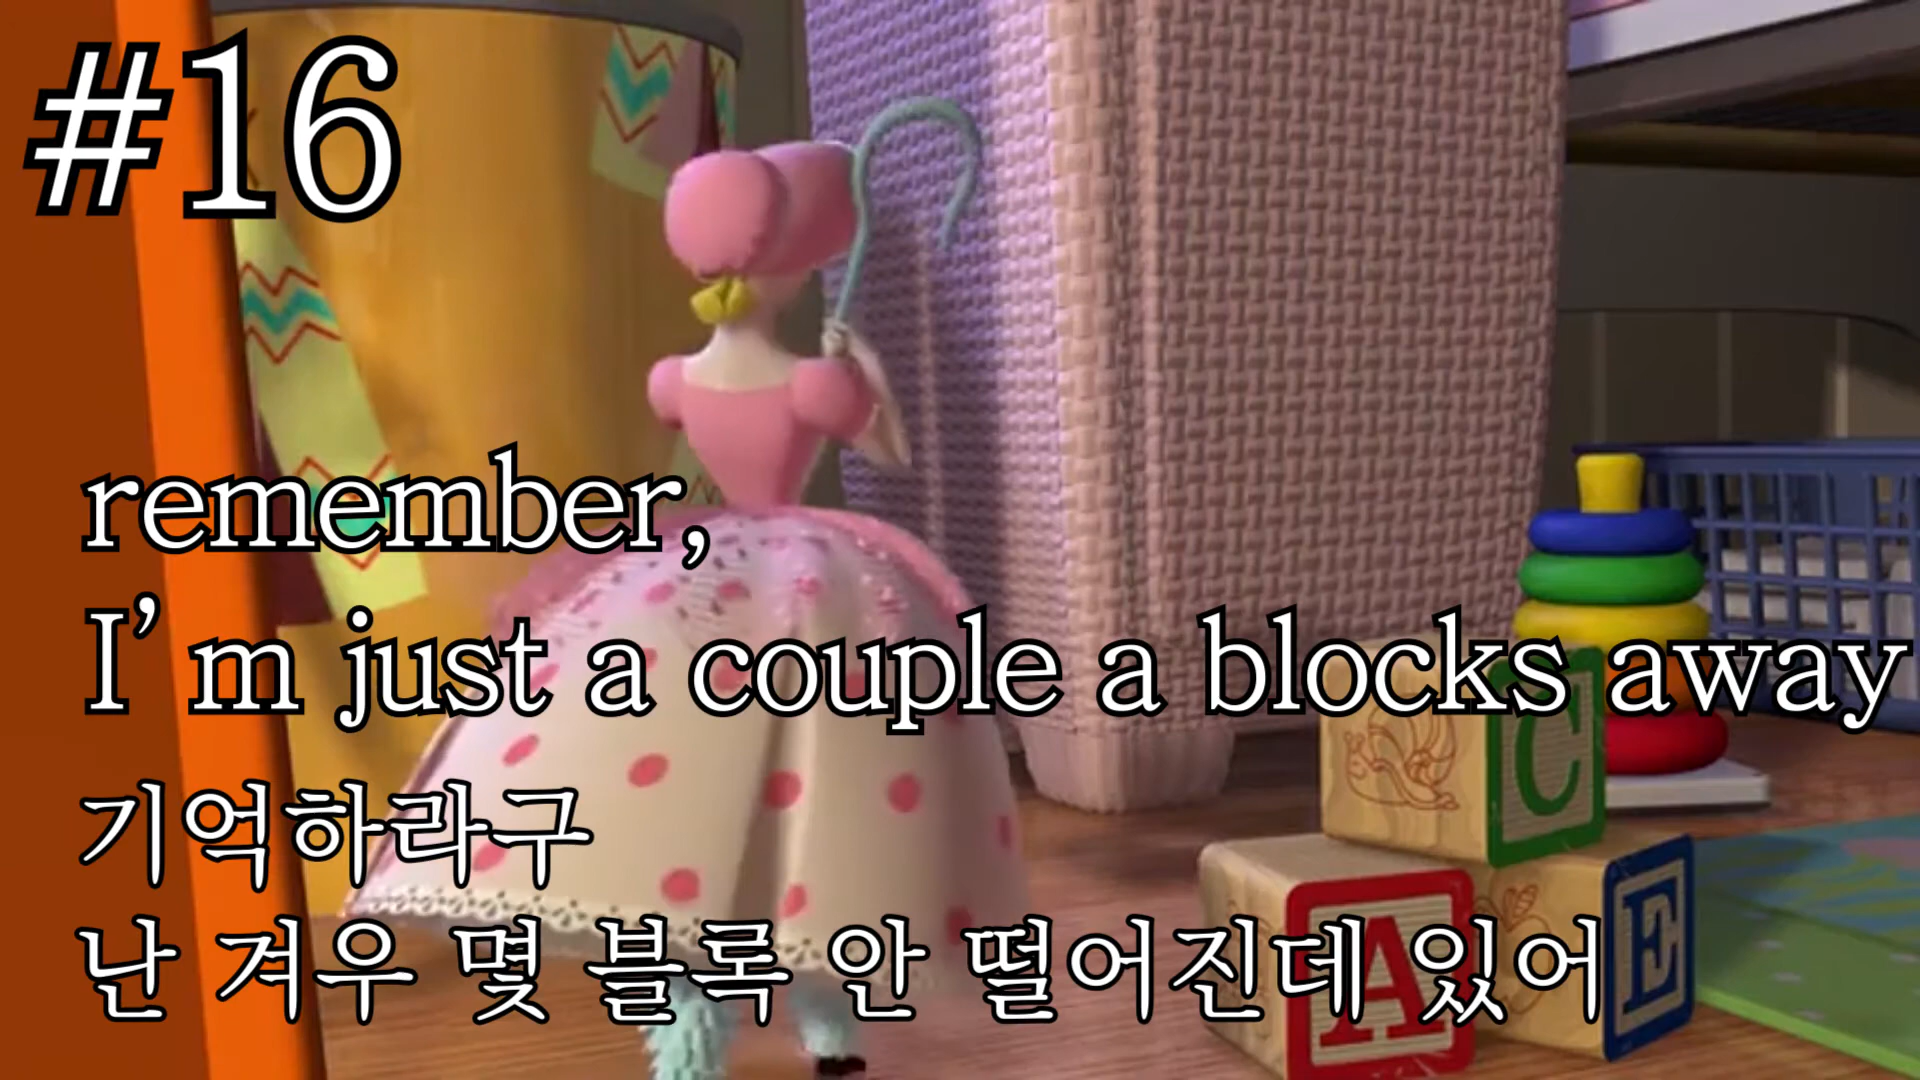 #16
remember,
I'm just a couple a blocks away
기억하라구
난 겨우 몇 블록 안 떨어진데 있어
C
A
E